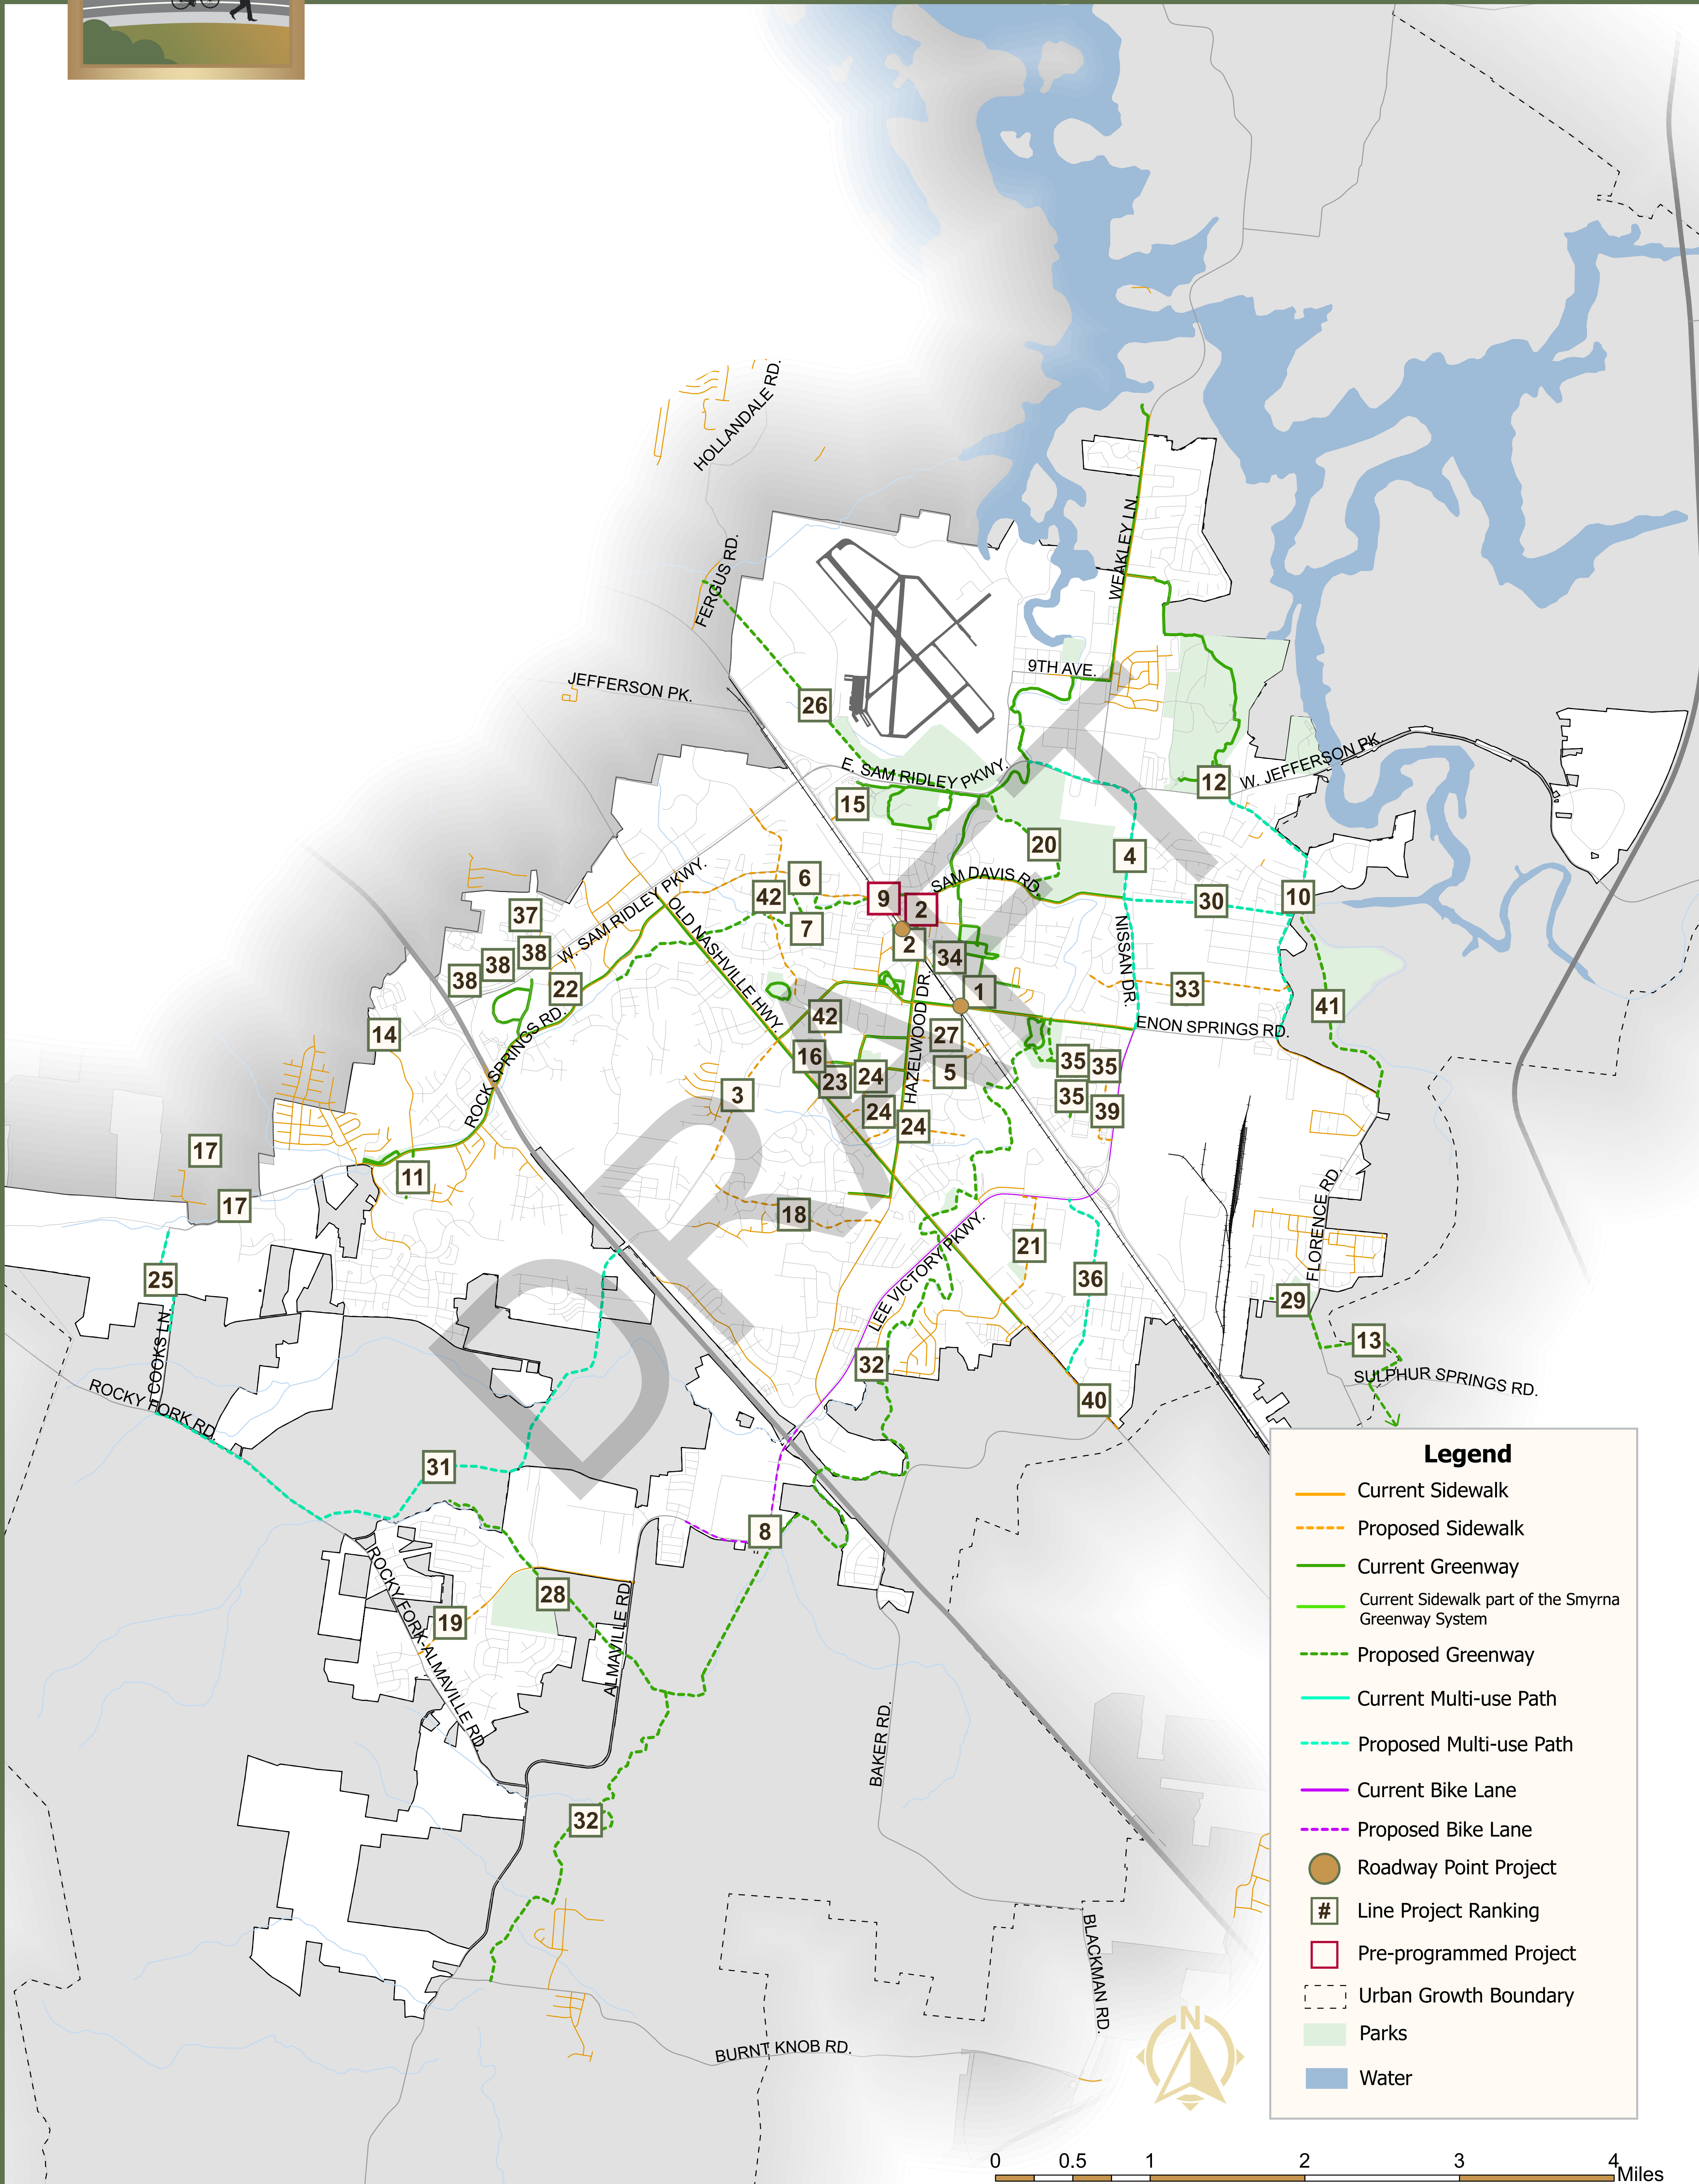 HOLLANDALE RD.
WEAKLEY LN.
FERGUS RD.
9TH AVE.
JEFFERSON PK.
26
W. JEFFERSON PK.
E. SAM RIDLEY PKWY.
12
15
20
4
6
SAM DAVIS RD.
42
9
2
30
10
W. SAM RIDLEY PKWY.
OLD NASHVILLE HWY.
37
7
NISSAN DR.
2
38
38
38
34
22
1
33
41
HAZELWOOD DR.
42
14
ROCK SPRINGS RD.
27
ENON SPRINGS RD.
16
35
35
5
24
23
3
35
24
39
24
17
11
17
18
FLORENCE RD.
21
LEE VICTORY PKWY.
25
36
29
COOKS LN.
13
32
SULPHUR SPRINGS RD.
ROCKY FORK RD.
40
31
8
ROCKY FORK-ALMAVILLE RD.
28
19
ALMAVILLE RD.
BAKER RD.
32
BLACKMAN RD.
BURNT KNOB RD.
DRAFT
Legend
Current Sidewalk
Proposed Sidewalk
Current Greenway
Current Sidewalk part of the Smyrna
Greenway System
Proposed Greenway
Current Multi-use Path
Proposed Multi-use Path
Current Bike Lane
Proposed Bike Lane
Roadway Point Project
# Line Project Ranking
Pre-programmed Project
Urban Growth Boundary
Parks
Water
N
0 0.5 1 2 3 4
Miles